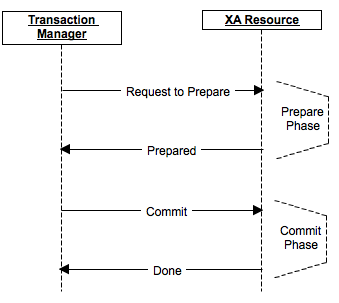 Transaction
Manager
XA Resource
Request to Prepare
Prepare
Phase
Prepared
Commit
Commit
Phase
Done